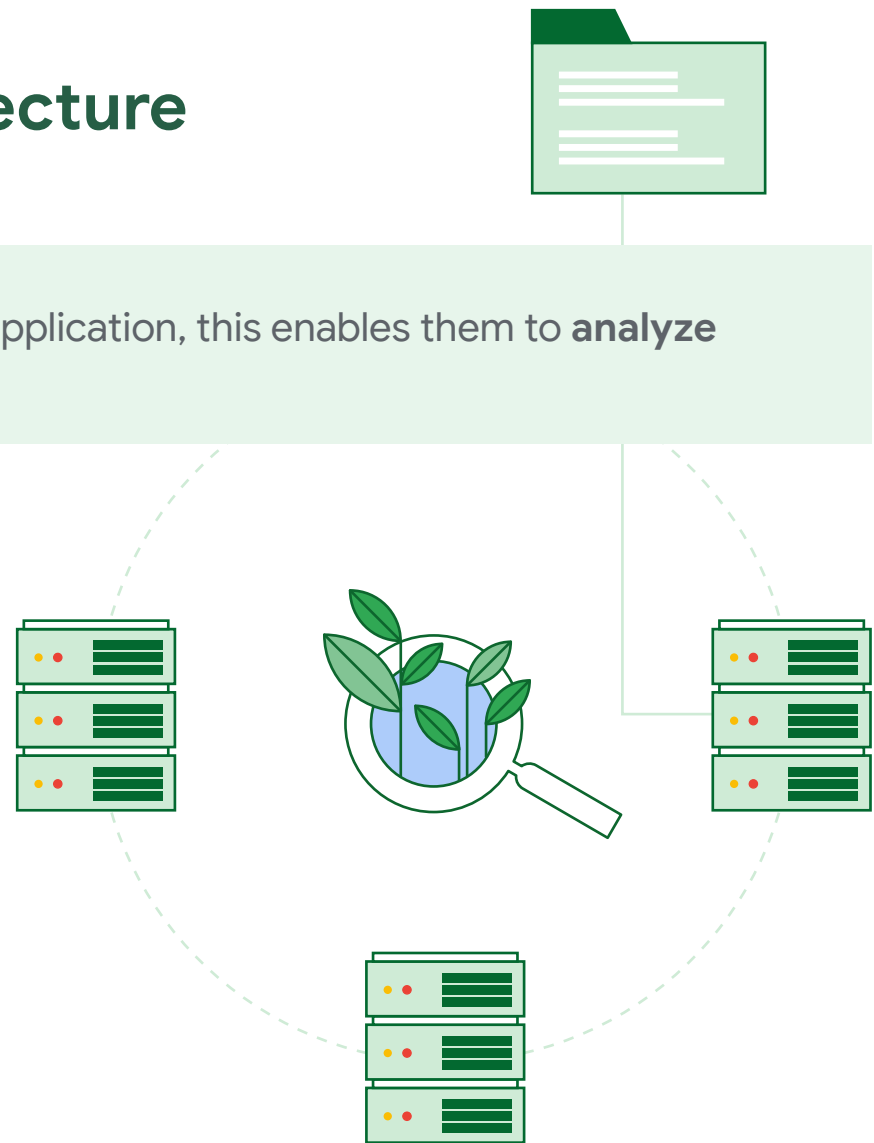 ecture
pplication, this enables them to analyze